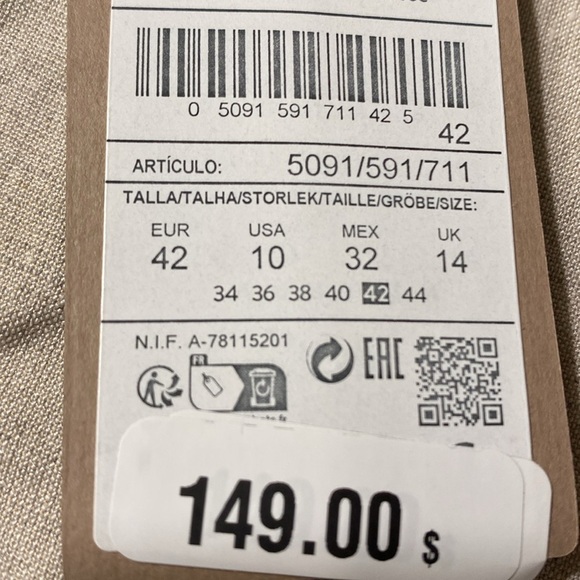 0 5091 591 711 42 5
42
ARTÍCULO: 5091/591/711
TALLA/TALHA/STORLEK/TAILLE/GRÖBE/SIZE:
EUR USA MEX UK
42 10 32 14
34 36 38 40 42 44
N.I.F. A-78115201
FR
EAC
149.00 $